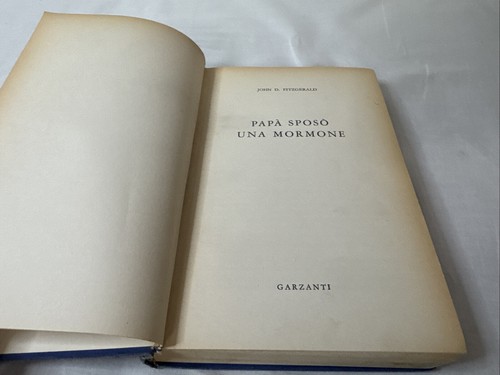 JOHN D. FITZGERALD
PAPÀ SPOSÒ
UNA MORMONE
GARZANTI